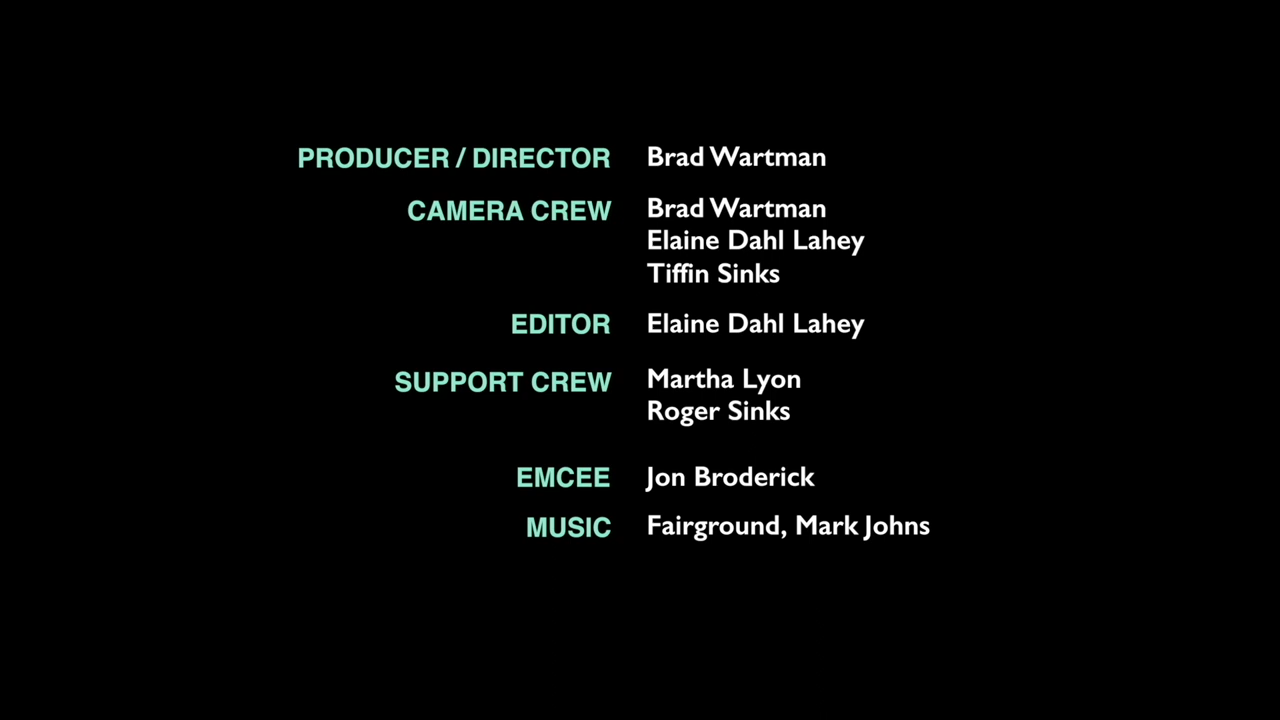 PRODUCER / DIRECTOR Brad Wartman
CAMERA CREW Brad Wartman
Elaine Dahl Lahey
Tiffin Sinks
EDITOR Elaine Dahl Lahey
SUPPORT CREW Martha Lyon
Roger Sinks
EMCEE Jon Broderick
MUSIC Fairground, Mark Johns